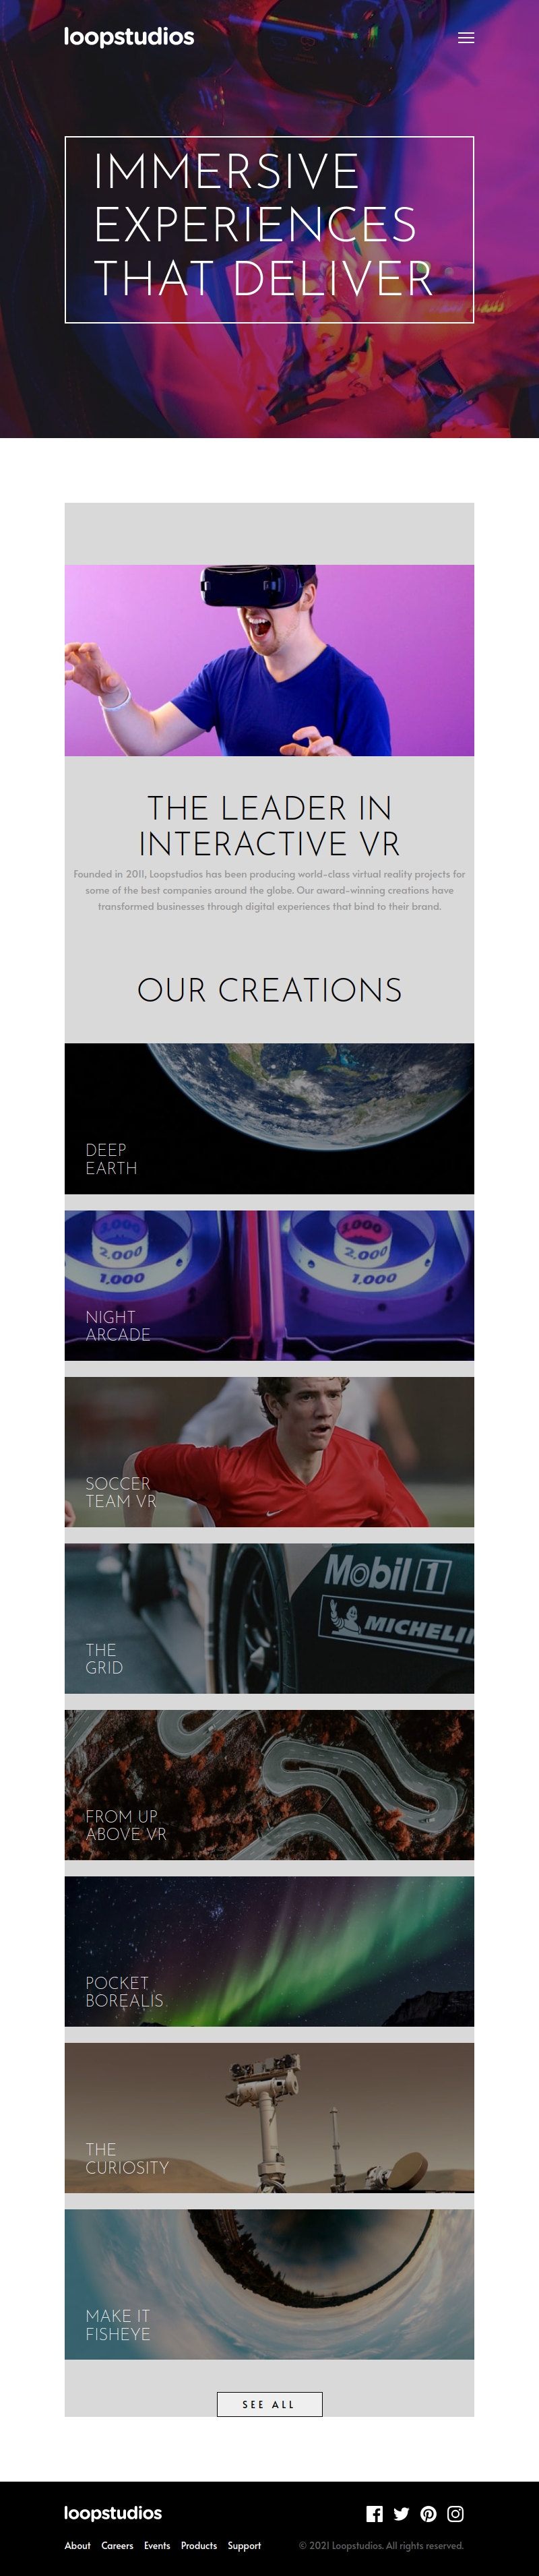 loopstudios
IMMERSIVE
EXPERIENCES
THAT DELIVER
THE LEADER IN
INTERACTIVE VR
Founded in 2011, Loopstudios has been producing world-class virtual reality projects for
some of the best companies around the globe. Our award-winning creations have
transformed businesses through digital experiences that bind to their brand.
OUR CREATIONS
DEEP
EARTH
3,000
3,000
2,000
2,000
1,000
1,000
NIGHT
ARCADE
SOCCER
TEAM VR
Mobil 1
MICHELIN
THE
GRID
FROM UP
ABOVE VR
POCKET
BOREALIS
THE
CURIOSITY
MAKE IT
FISHEYE
SEE ALL
loopstudios
About Careers Events Products Support
© 2021 Loopstudios. All rights reserved.